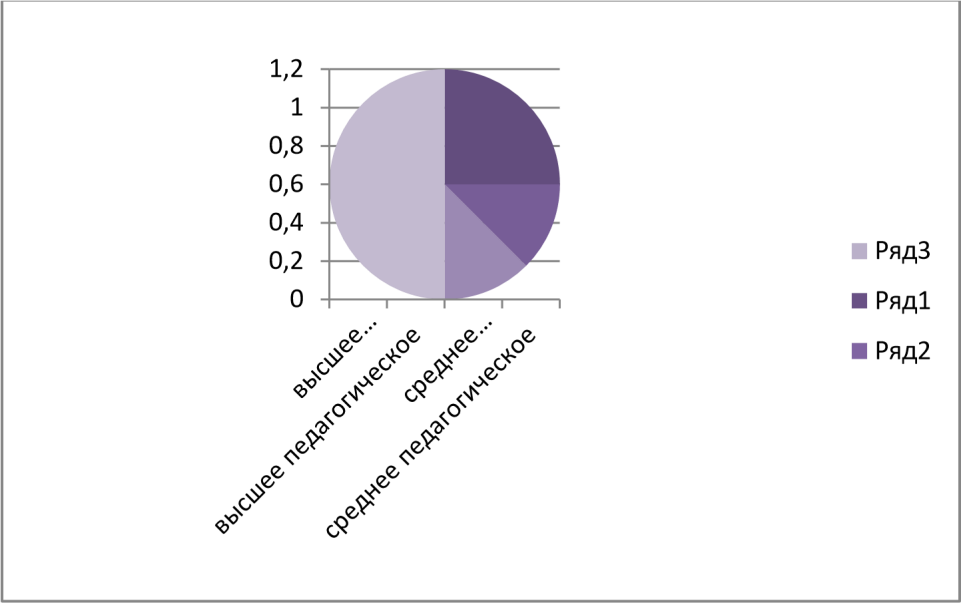 1,2
1
0,8
0,6
0,4
0,2
0
высшее...
высшее педагогическое
среднее...
среднее педагогическое
Ряд3
Ряд1
Ряд2